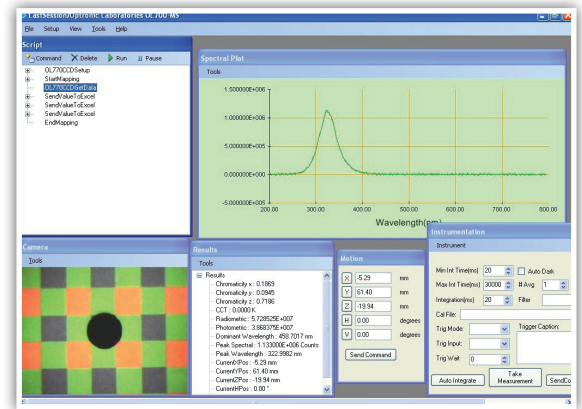 LastSession/Optronic Laboratories OL700-MS
File Setup View Tools Help
Script
Command Delete Run Pause
OL770CCDSetup
StartMapping
OL770CCDGetData
SendValueToExcel
SendValueToExcel
SendValueToExcel
EndMapping
Spectral Plot
Tools
1.500000E+006
1.000000E+006
5.000000E+005
0.000000E+000
-5.000000E+005
200.00 300.00 400.00 500.00 600.00 700.00 800.00
Wavelength(nm)
Camera
Tools
Results
Tools
Results
Chromaticity x : 0.1869
Chromaticity y : 0.0945
Chromaticity z : 0.7186
CCT : 0.0000 K
Radiometric : 5.728525E+007
Photometric : 3.868375E+007
Dominant Wavelength : 458.7017 nm
Peak Spectral : 1.133000E+006 Counts
Peak Wavelength : 322.9982 nm
CurrentXPos : -5.29 mm
CurrentYPos : 61.40 mm
CurrentZPos : -19.94 mm
CurrentHPos : 0.00 °
Motion
X -5.29 mm
Y 61.40 mm
Z -19.94 mm
H 0.00 degrees
V 0.00 degrees
Send Command
Instrumentation
Instrument
Min Int Time(ms) 20 Auto Dark
Max Int Time(ms) 30000 # Avg 1
Integration(ms) 20 Filter
Cal File:
Trig Mode: Trigger Caption:
Trig Input:
Trig Wait 0
Auto Integrate Take Measurement SendCo